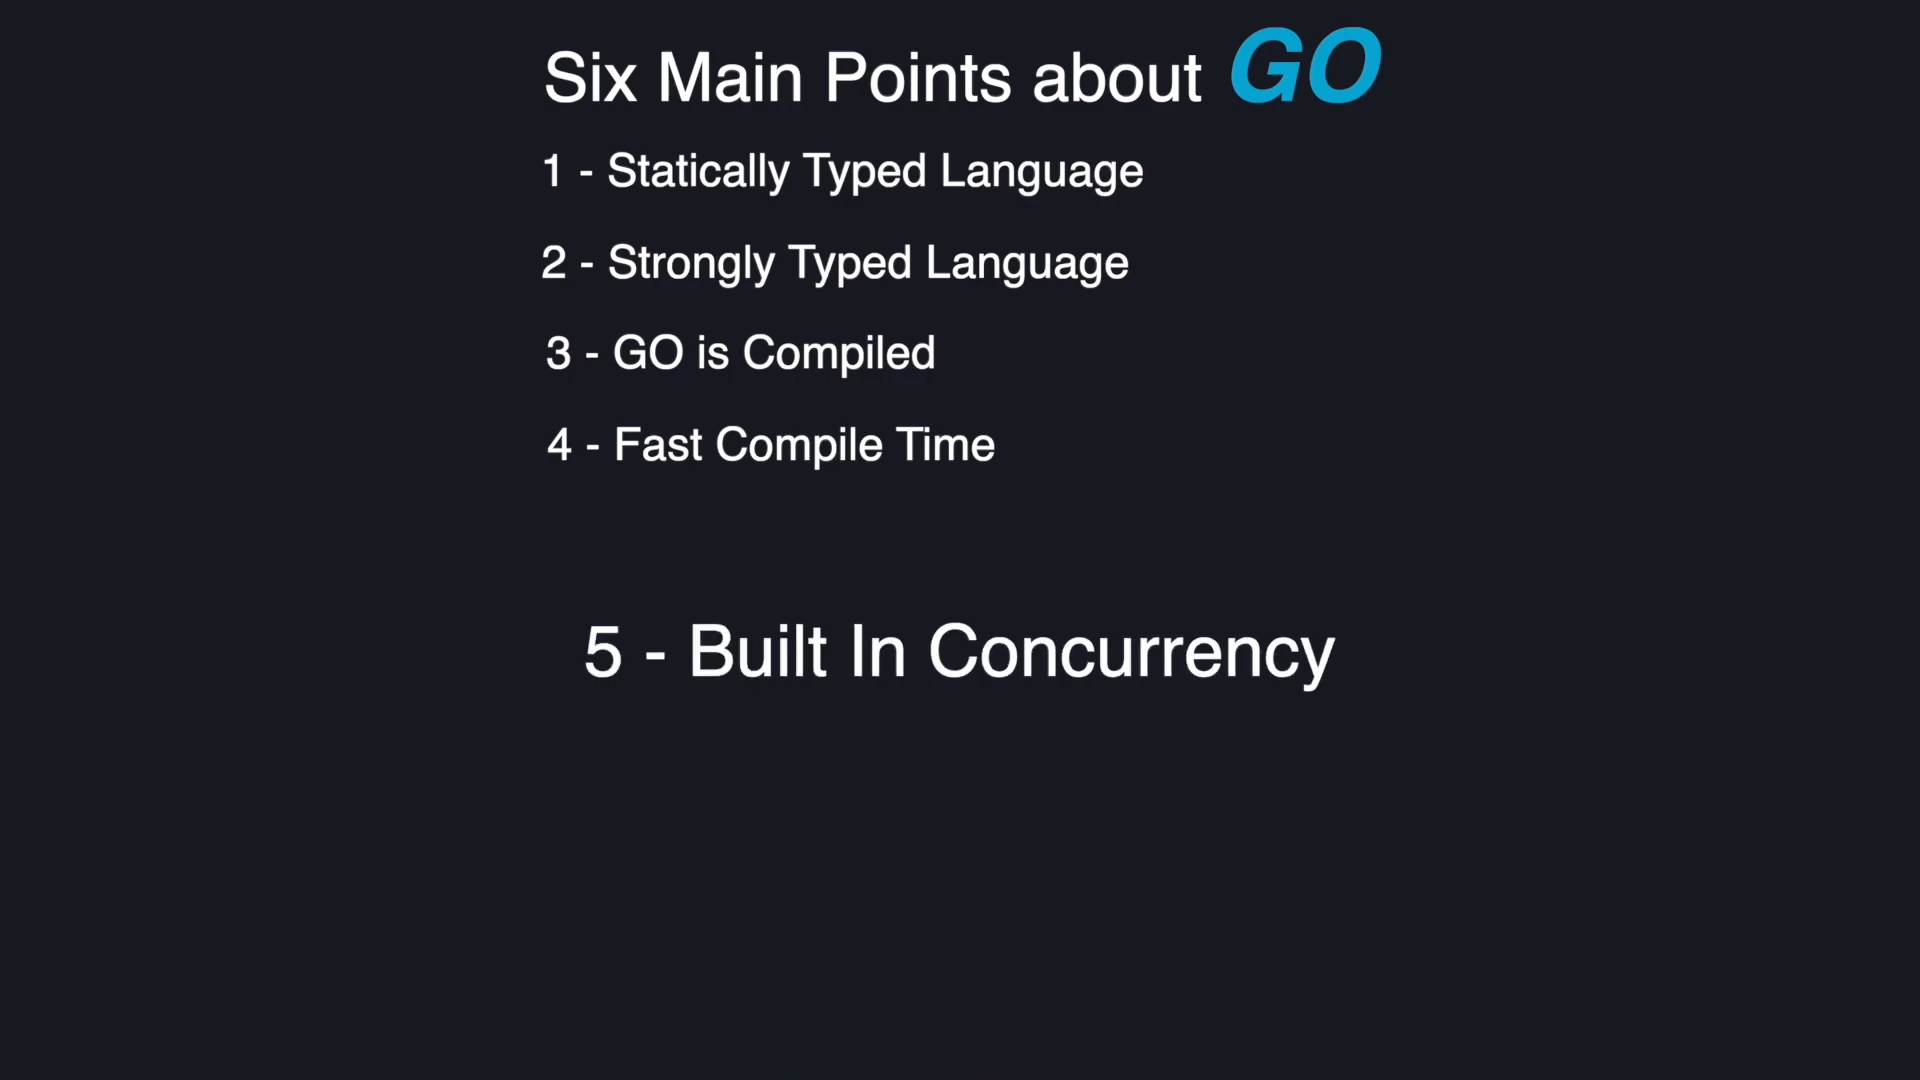 Six Main Points about GO
1 - Statically Typed Language
2 - Strongly Typed Language
3 - GO is Compiled
4 - Fast Compile Time
5 - Built In Concurrency